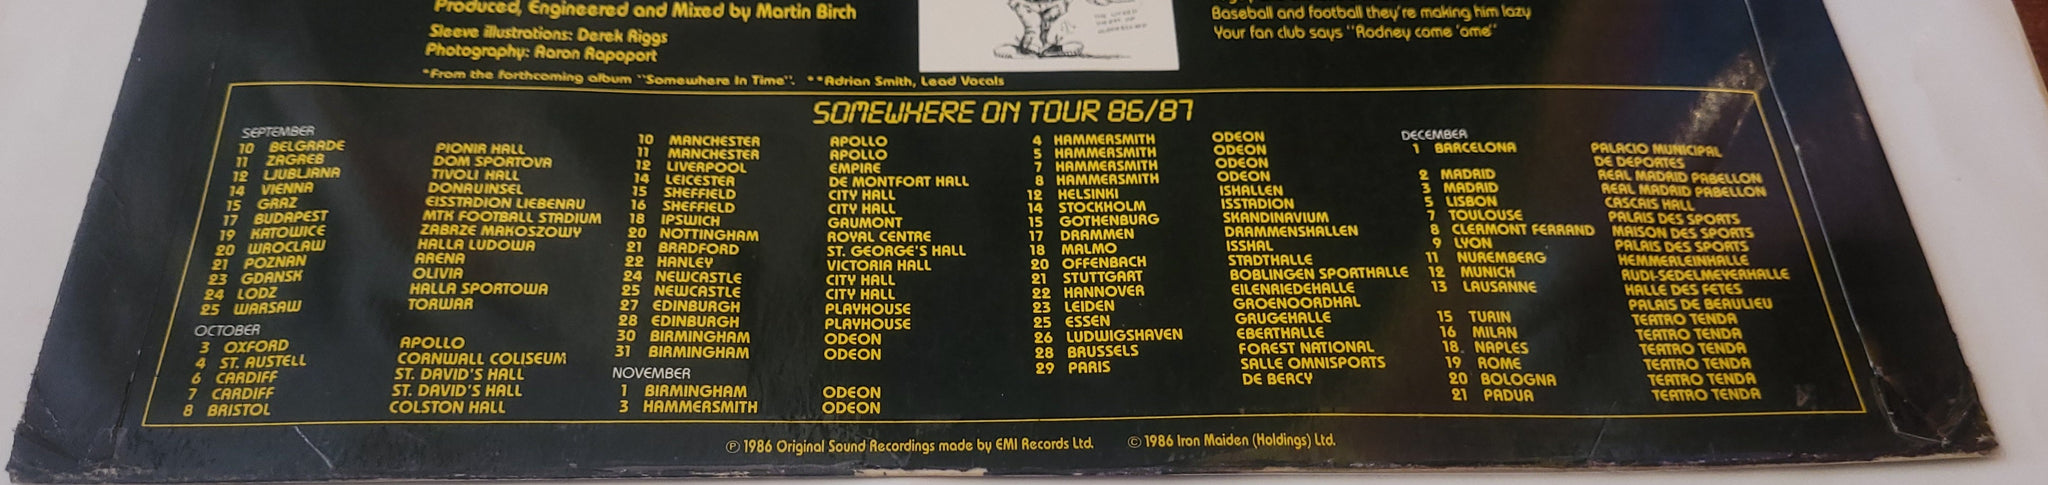 Produced, Engineered and Mixed by Martin Birch
Sleeve illustrations: Derek Riggs
Photography: Aaron Rapoport
*From the forthcoming album "Somewhere In Time". **Adrian Smith, Lead Vocals
Baseball and football they're making him lazy
Your fan club says "Rodney come 'ome"
SOMEWHERE ON TOUR 86/87
SEPTEMBER
10 BELGRADE PIONIR HALL
11 ZAGREB DOM SPORTOVA
12 LJUBLJANA TIVOLI HALL
14 VIENNA DONAUINSEL
15 GRAZ EISSTADION LIEBENAU
17 BUDAPEST MTK FOOTBALL STADIUM
19 KATOWICE ZABRZE MAKOSZOWY
20 WROCLAW HALLA LUDOWA
21 POZNAN ARENA
23 GDANSK OLIVIA
24 LODZ HALLA SPORTOWA
25 WARSAW TORWAR
OCTOBER
3 OXFORD APOLLO
4 ST. AUSTELL CORNWALL COLISEUM
6 CARDIFF ST. DAVID'S HALL
7 CARDIFF ST. DAVID'S HALL
8 BRISTOL COLSTON HALL
10 MANCHESTER APOLLO
11 MANCHESTER APOLLO
12 LIVERPOOL EMPIRE
14 LEICESTER DE MONTFORT HALL
15 SHEFFIELD CITY HALL
16 SHEFFIELD CITY HALL
18 IPSWICH GAUMONT
20 NOTTINGHAM ROYAL CENTRE
21 BRADFORD ST. GEORGE'S HALL
22 HANLEY VICTORIA HALL
24 NEWCASTLE CITY HALL
25 NEWCASTLE CITY HALL
27 EDINBURGH PLAYHOUSE
28 EDINBURGH PLAYHOUSE
30 BIRMINGHAM ODEON
31 BIRMINGHAM ODEON
NOVEMBER
1 BIRMINGHAM ODEON
3 HAMMERSMITH ODEON
4 HAMMERSMITH ODEON
5 HAMMERSMITH ODEON
7 HAMMERSMITH ODEON
8 HAMMERSMITH ODEON
12 HELSINKI ISHALLEN
14 STOCKHOLM ISSTADION
15 GOTHENBURG SKANDINAVIUM
17 DRAMMEN DRAMMENSHALLEN
18 MALMO ISSHAL
20 OFFENBACH STADTHALLE
21 STUTTGART BOBLINGEN SPORTHALLE
22 HANNOVER EILENRIEDEHALLE
23 LEIDEN GROENOORDHAL
25 ESSEN GRUGEHALLE
26 LUDWIGSHAVEN EBERTHALLE
28 BRUSSELS FOREST NATIONAL
29 PARIS SALLE OMNISPORTS
DE BERCY
DECEMBER
1 BARCELONA PALACIO MUNICIPAL
DE DEPORTES
2 MADRID REAL MADRID PABELLON
3 MADRID REAL MADRID PABELLON
5 LISBON CASCAIS HALL
7 TOULOUSE PALAIS DES SPORTS
8 CLERMONT FERRAND MAISON DES SPORTS
9 LYON PALAIS DES SPORTS
11 NUREMBERG HEMMERLEINHALLE
12 MUNICH RUDI-SEDELMEYERHALLE
13 LAUSANNE HALLE DES FETES
PALAIS DE BEAULIEU
15 TURIN TEATRO TENDA
16 MILAN TEATRO TENDA
18 NAPLES TEATRO TENDA
19 ROME TEATRO TENDA
20 BOLOGNA TEATRO TENDA
21 PADUA TEATRO TENDA
℗ 1986 Original Sound Recordings made by EMI Records Ltd. © 1986 Iron Maiden (Holdings) Ltd.